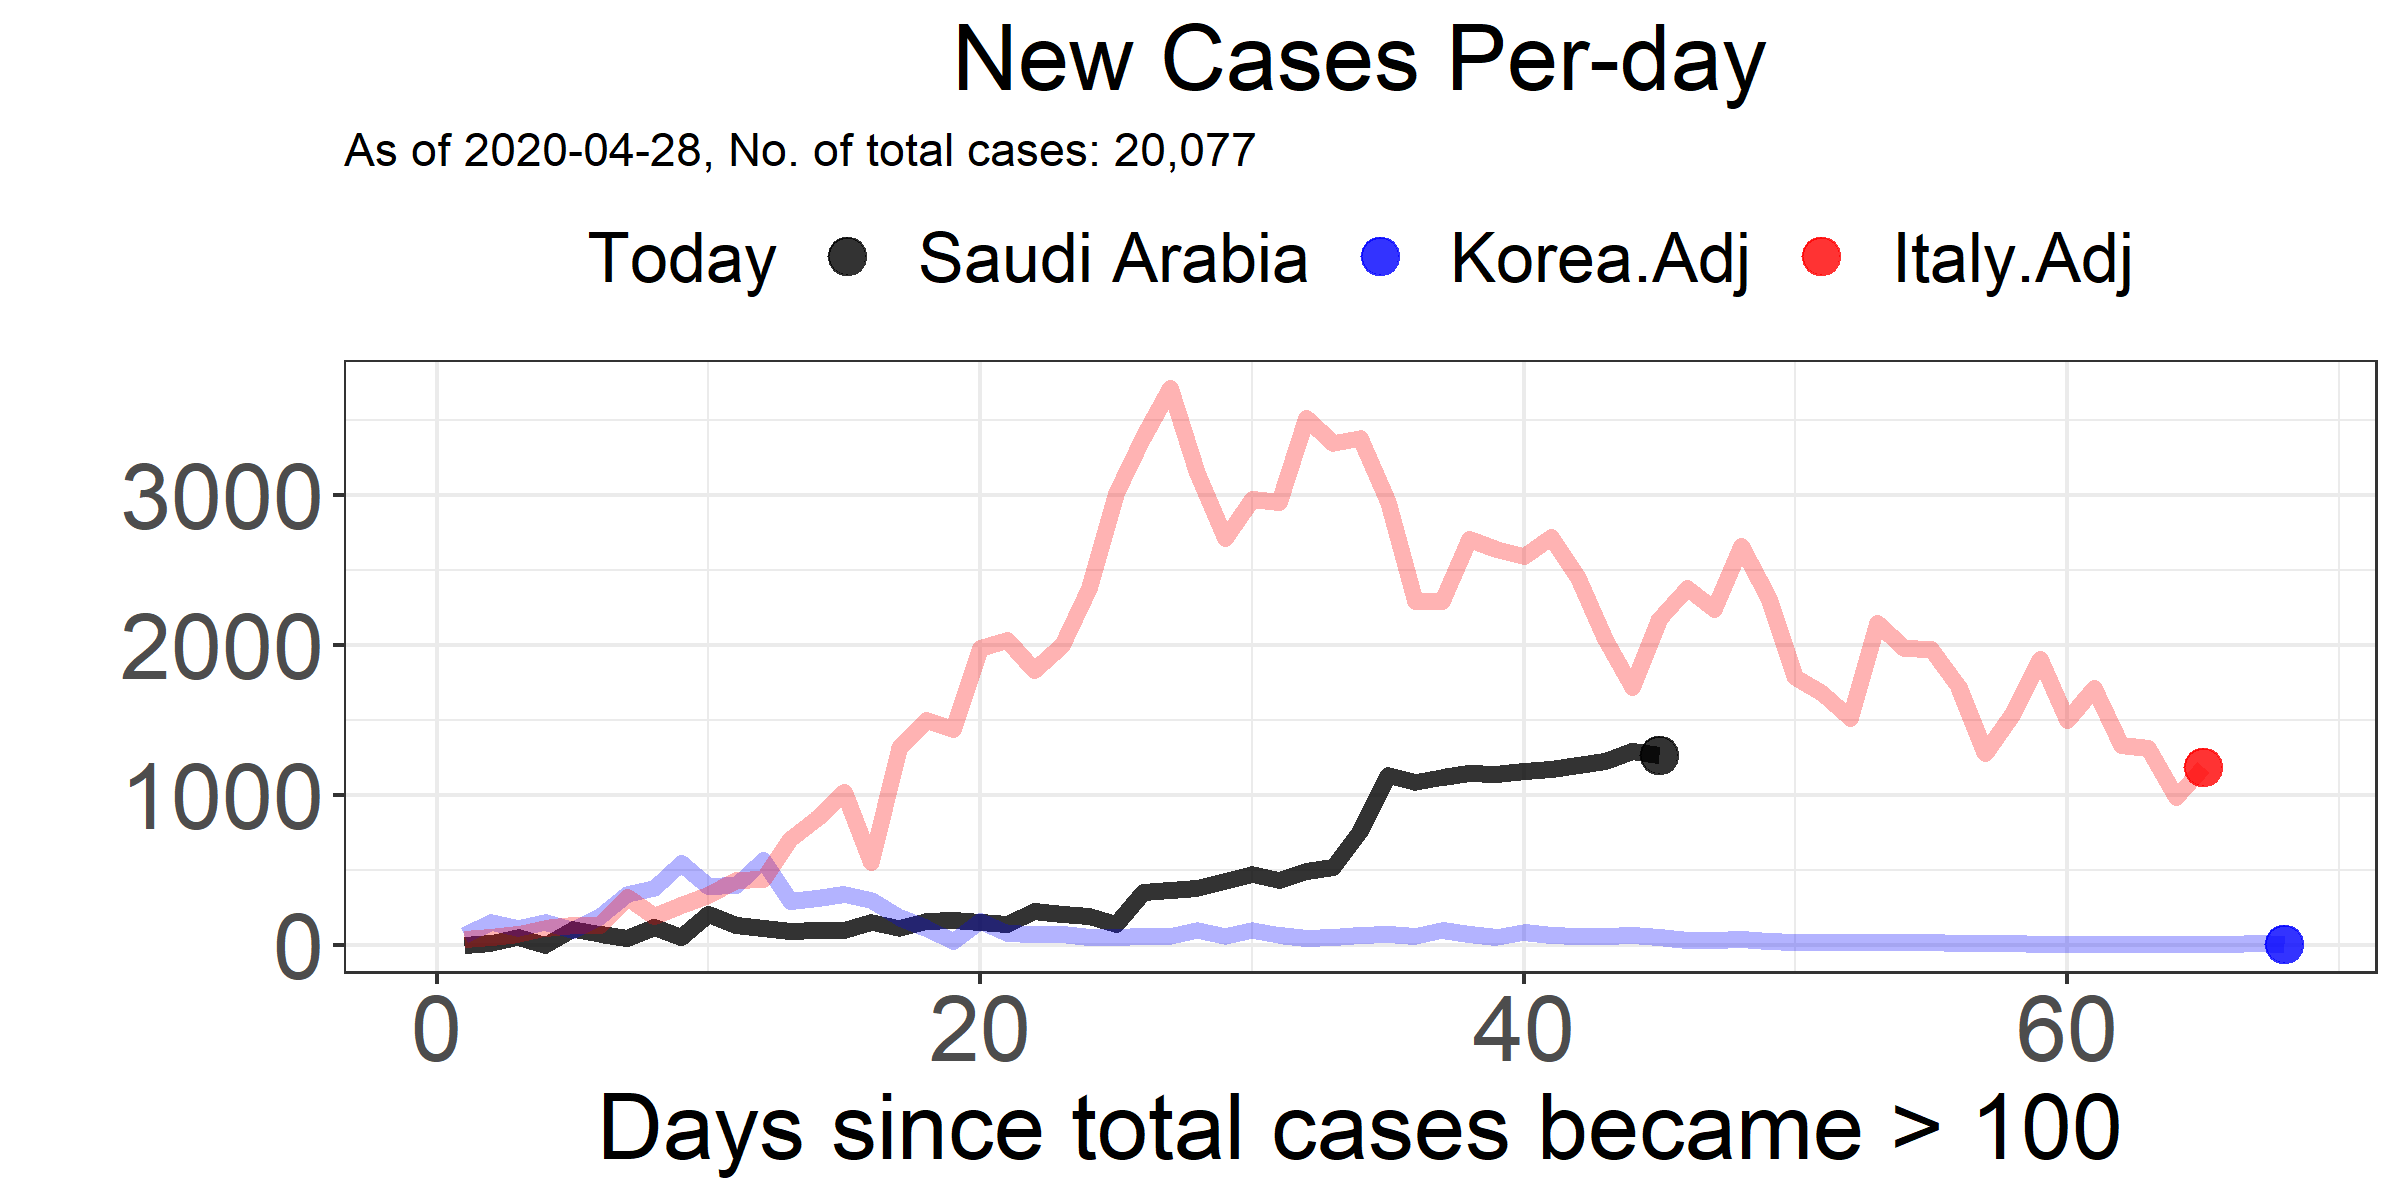 New Cases Per-day
As of 2020-04-28, No. of total cases: 20,077
Today Saudi Arabia Korea.Adj Italy.Adj
3000
2000
1000
0
0 20 40 60
Days since total cases became > 100